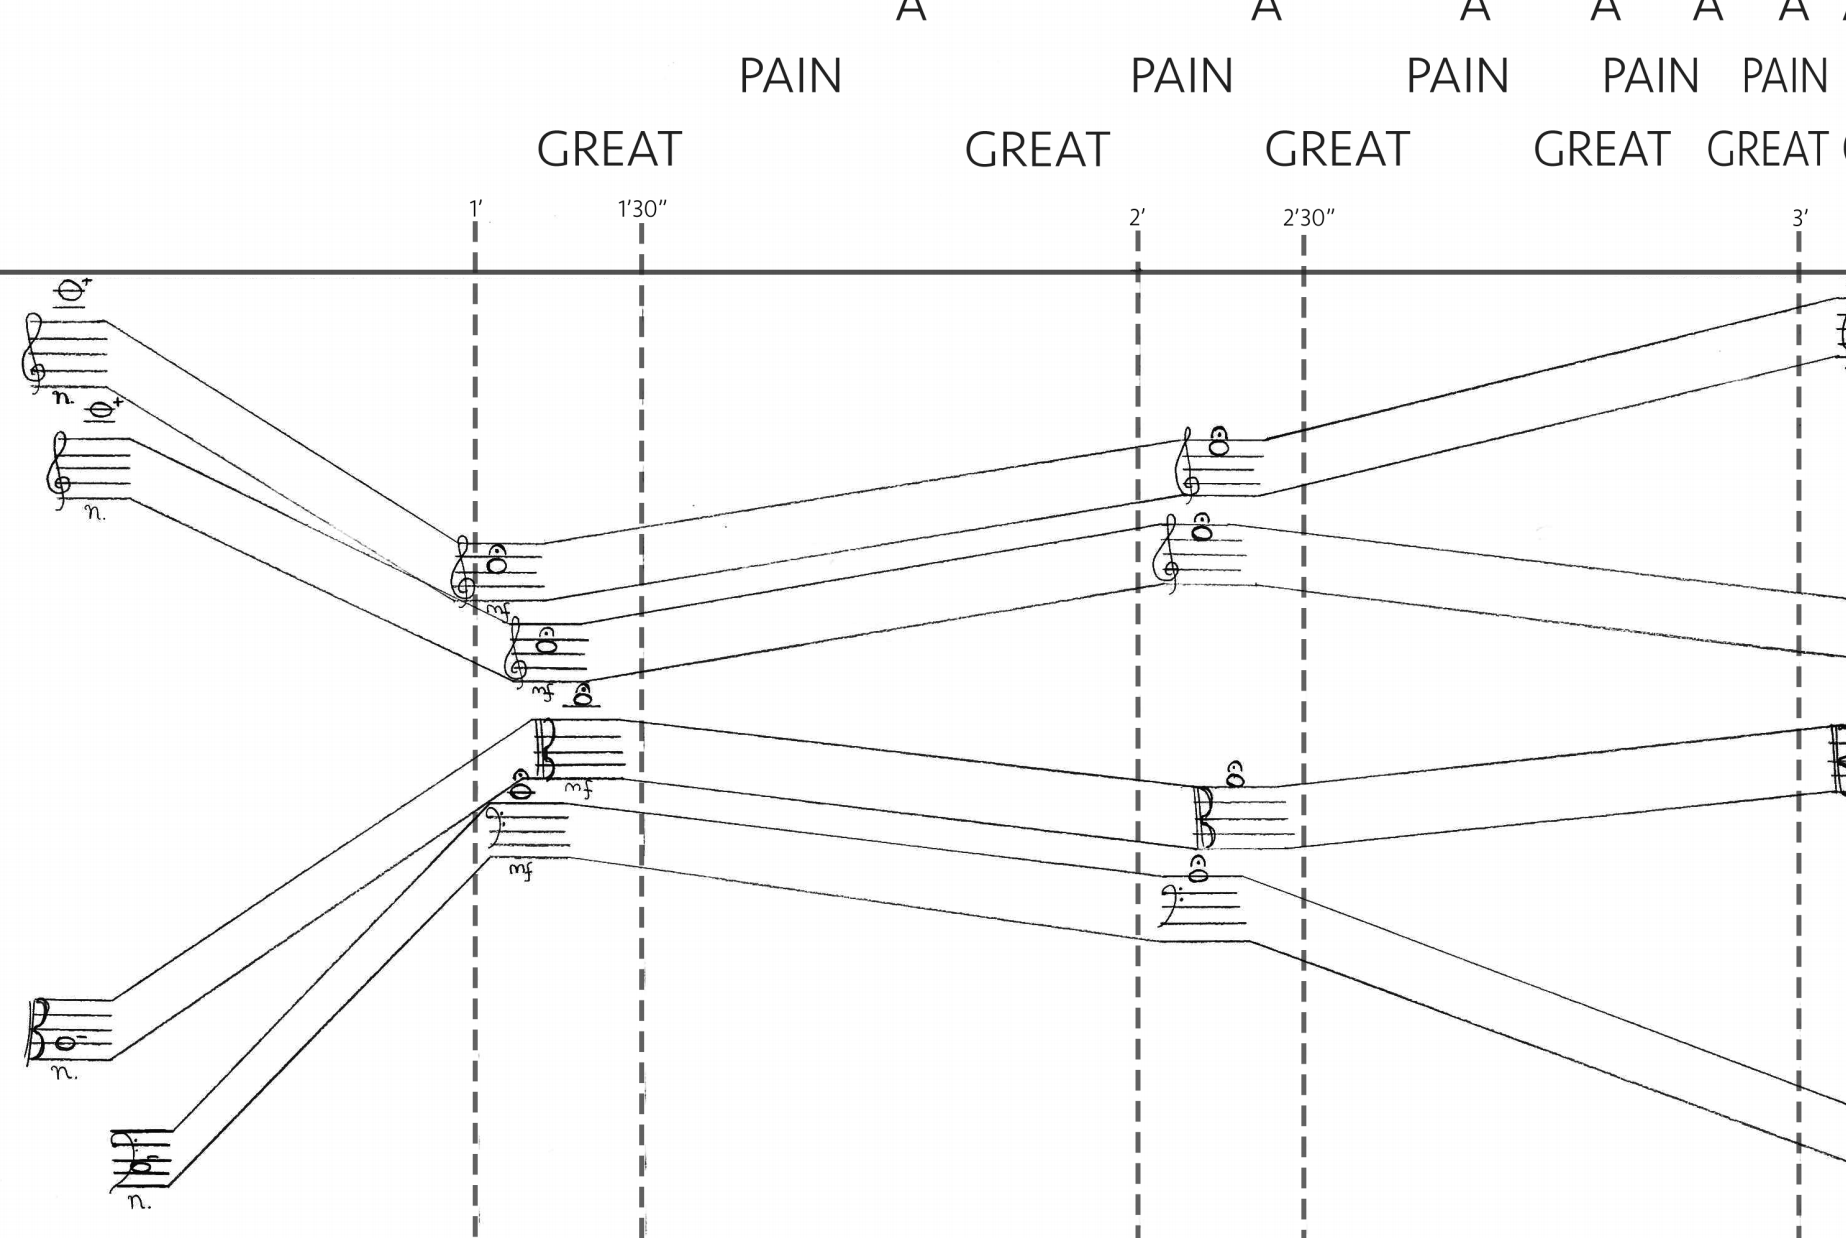 A A A A A A
PAIN PAIN PAIN PAIN PAIN
GREAT GREAT GREAT GREAT GREAT
1' 1'30" 2' 2'30" 3'
n.
n.
mf
mf
mf
mf
n.
n.